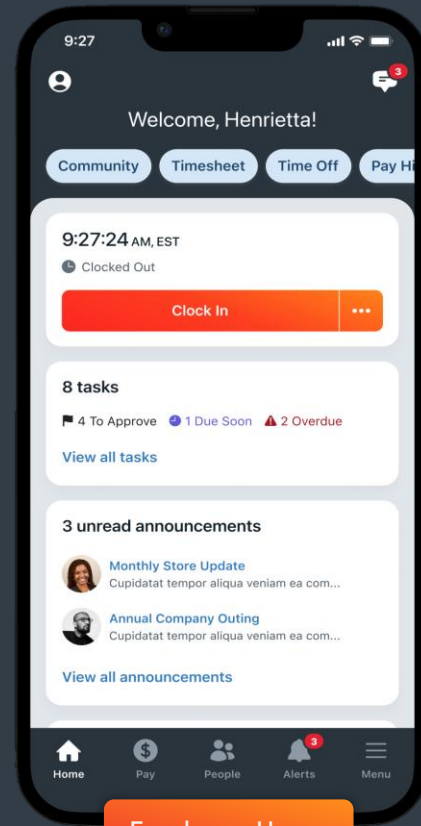 9:27
3
Welcome, Henrietta!
Community Timesheet Time Off Pay
9:27:24 AM, EST
Clocked Out
Clock In
8 tasks
4 To Approve 1 Due Soon 2 Overdue
View all tasks
3 unread announcements
Monthly Store Update
Cupidatat tempor aliqua veniam ea com...
Annual Company Outing
Cupidatat tempor aliqua veniam ea com...
View all announcements
3
Home Pay People Alerts Menu